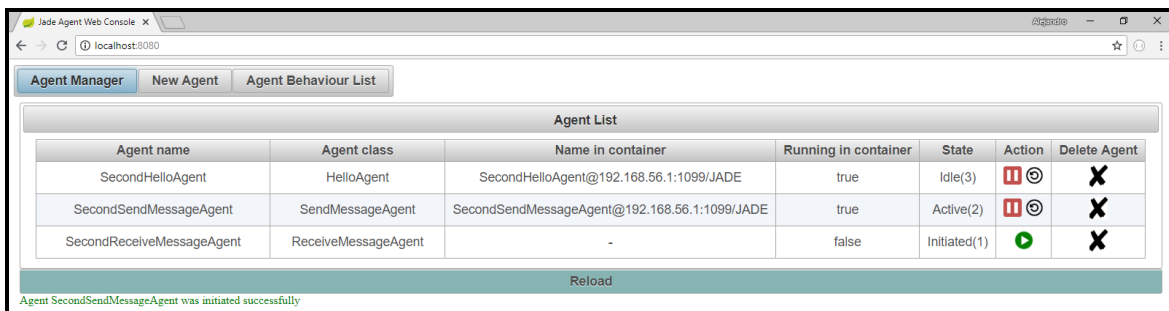 Jade Agent Web Console
Alejandro
localhost:8080
Agent Manager New Agent Agent Behaviour List
Agent List
Agent name Agent class Name in container Running in container State Action Delete Agent
SecondHelloAgent HelloAgent SecondHelloAgent@192.168.56.1:1099/JADE true Idle(3)
SecondSendMessageAgent SendMessageAgent SecondSendMessageAgent@192.168.56.1:1099/JADE true Active(2)
SecondReceiveMessageAgent ReceiveMessageAgent - false Initiated(1)
Reload
Agent SecondSendMessageAgent was initiated successfully